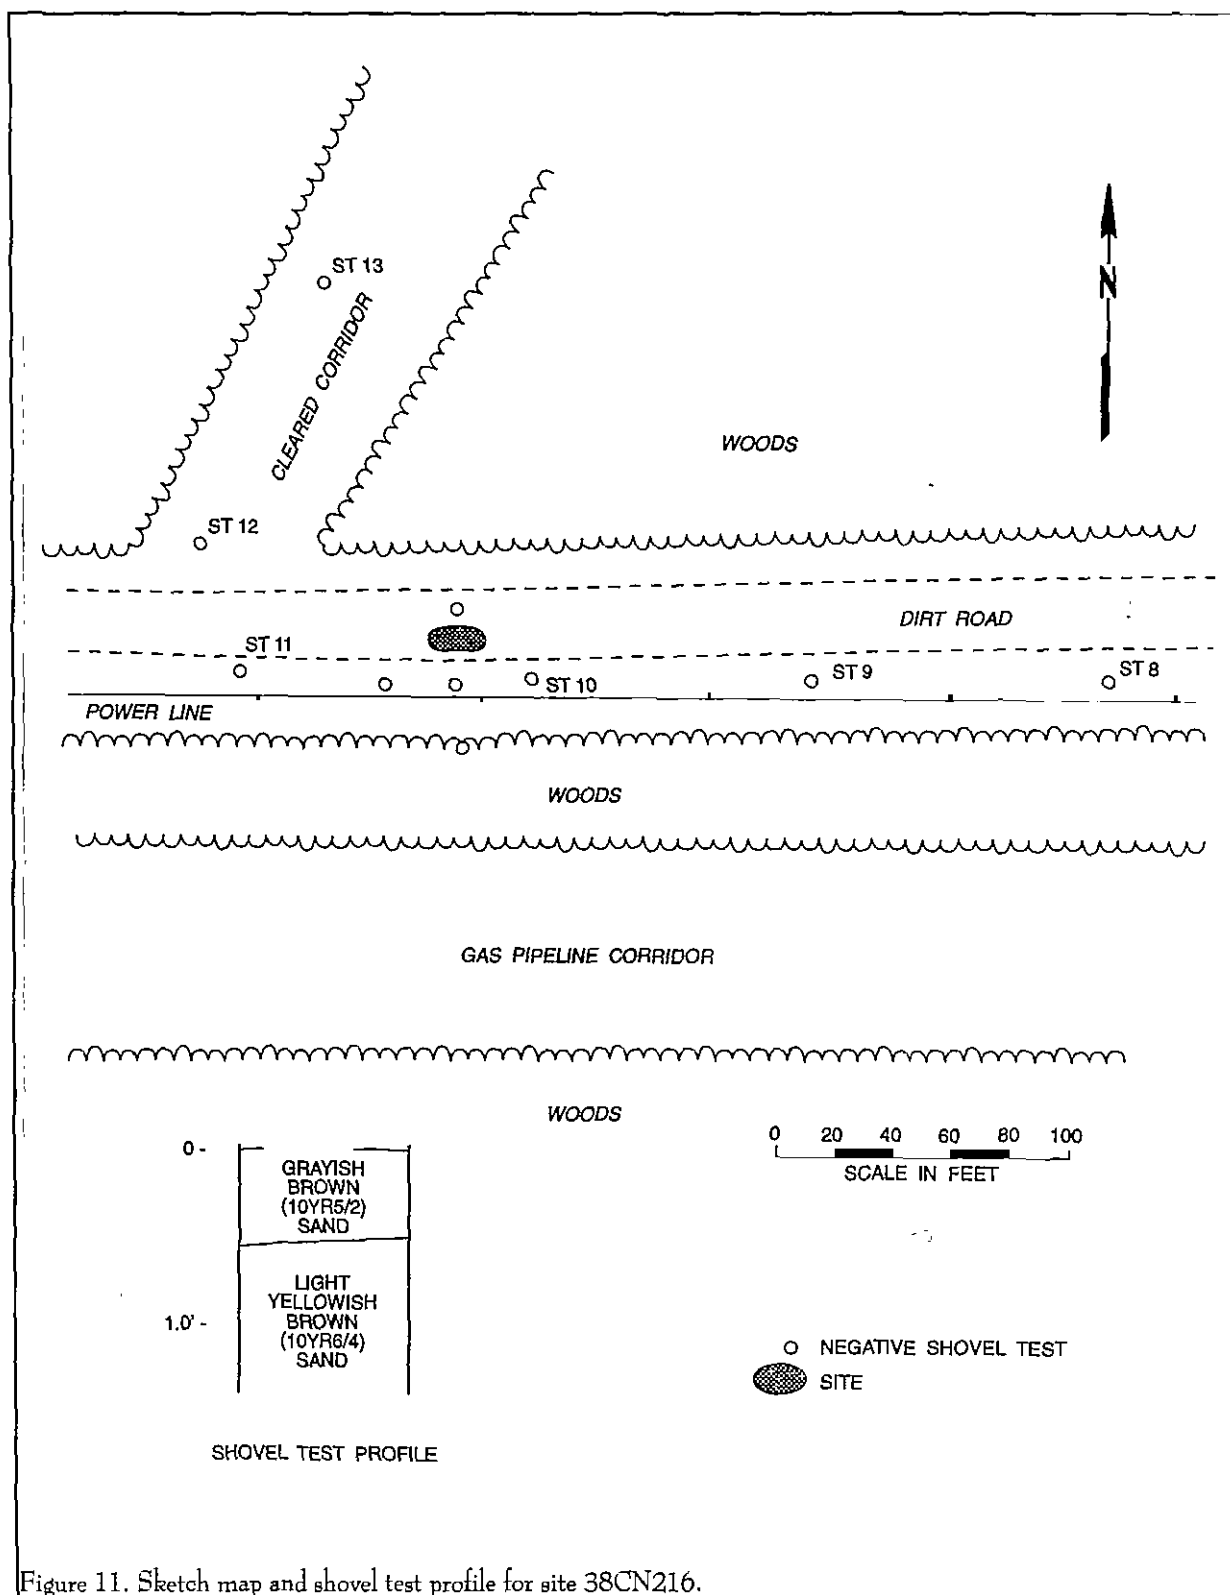 ST 13
CLEARED CORRIDOR
N
WOODS
ST 12
DIRT ROAD
ST 11
ST 10
ST 9
ST 8
POWER LINE
WOODS
GAS PIPELINE CORRIDOR
WOODS
0 -
GRAYISH
BROWN
(10YR5/2)
SAND
1.0' -
LIGHT
YELLOWISH
BROWN
(10YR6/4)
SAND
SHOVEL TEST PROFILE
0 20 40 60 80 100
SCALE IN FEET
NEGATIVE SHOVEL TEST
SITE
Figure 11. Sketch map and shovel test profile for site 38CN216.